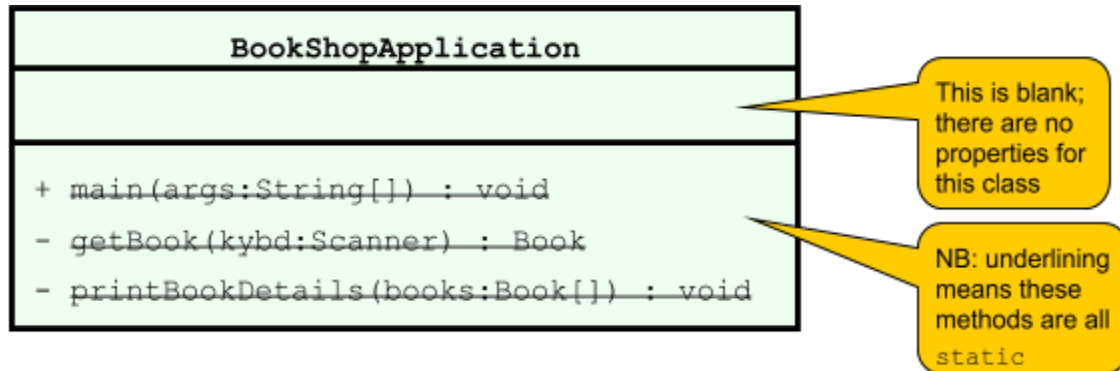 BookShopApplication
This is blank;
there are no
properties for
this class
+ main(args:String[]) : void
- getBook(kybd:Scanner) : Book
- printBookDetails(books:Book[]) : void
NB: underlining
means these
methods are all
static